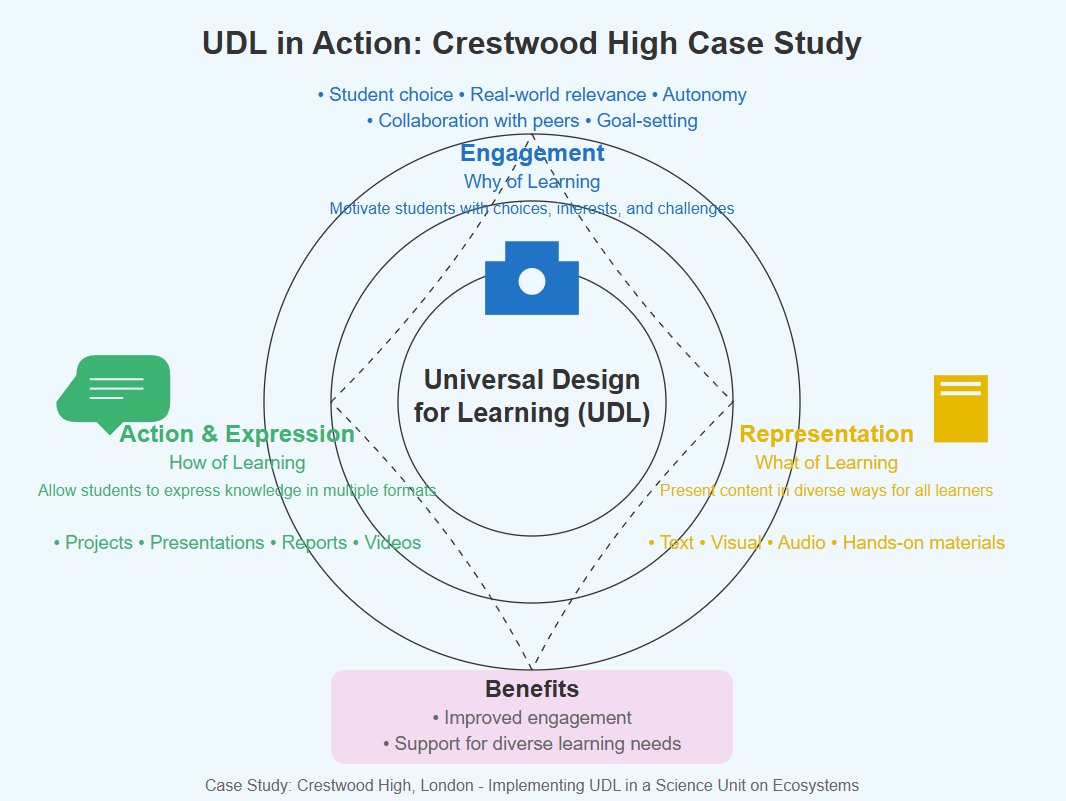 UDL in Action: Crestwood High Case Study
• Student choice • Real-world relevance • Autonomy
• Collaboration with peers • Goal-setting
Engagement
Why of Learning
Motivate students with choices, interests, and challenges
Universal Design
for Learning (UDL)
Action & Expression
How of Learning
Allow students to express knowledge in multiple formats
• Projects • Presentations • Reports • Videos
Representation
What of Learning
Present content in diverse ways for all learners
• Text • Visual • Audio • Hands-on materials
Benefits
• Improved engagement
• Support for diverse learning needs
Case Study: Crestwood High, London - Implementing UDL in a Science Unit on Ecosystems